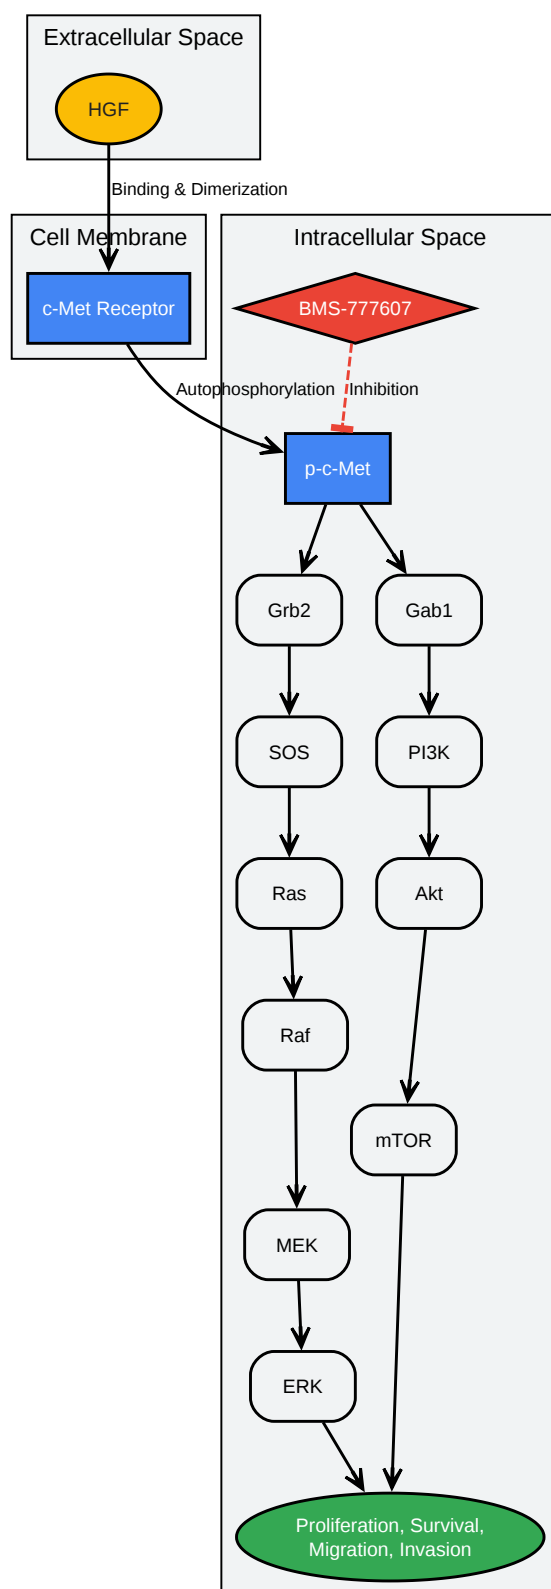 Extracellular Space
HGF
Binding & Dimerization
Cell Membrane
Intracellular Space
c-Met Receptor
BMS-777607
Autophosphorylation
Inhibition
p-c-Met
Grb2
Gab1
SOS
PI3K
Ras
Akt
Raf
mTOR
MEK
ERK
Proliferation, Survival,
Migration, Invasion